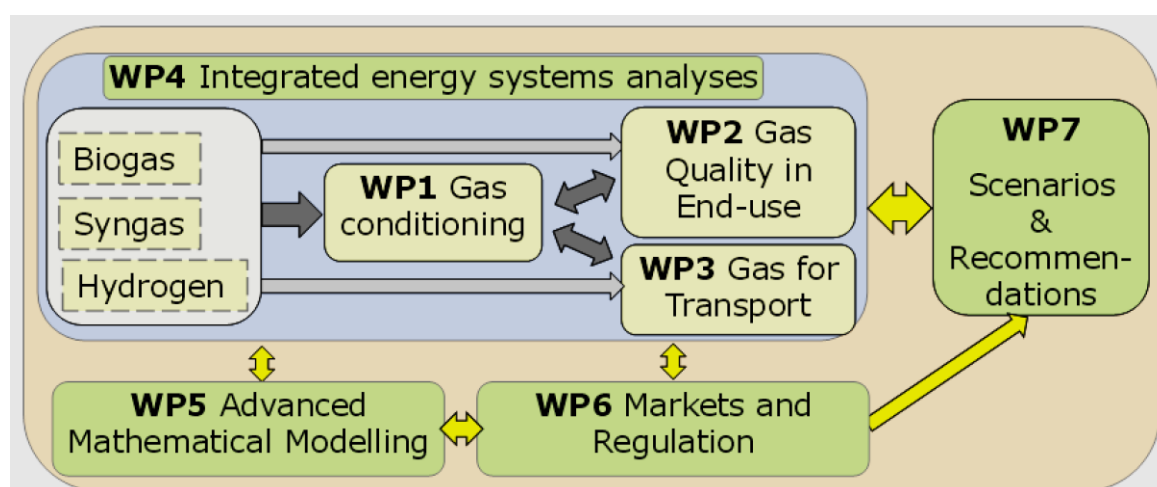 WP4 Integrated energy systems analyses
Biogas
Syngas
Hydrogen
WP1 Gas
conditioning
WP2 Gas
Quality in
End-use
WP3 Gas for
Transport
WP7
Scenarios
&
Recommen-
dations
WP5 Advanced
Mathematical Modelling
WP6 Markets and
Regulation